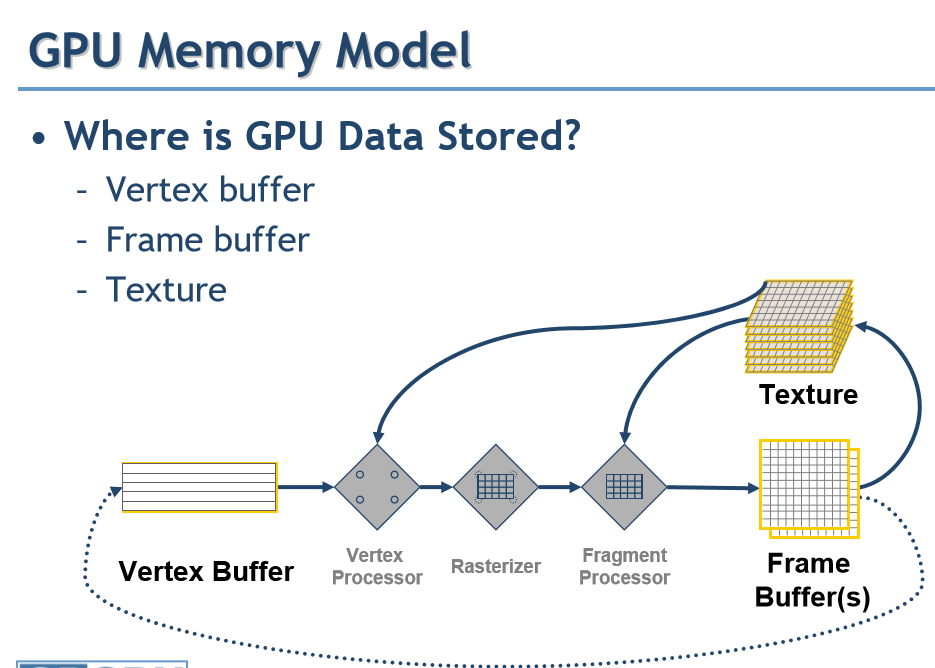 GPU Memory Model
• Where is GPU Data Stored?
– Vertex buffer
– Frame buffer
– Texture
Texture
Vertex Buffer
Vertex
Processor
Rasterizer
Fragment
Processor
Frame
Buffer(s)